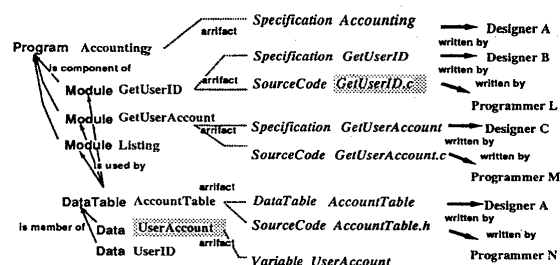 Specification Accounting
arrifact
Designer A
written by
Program Accountingy
Specification GetUserID
Designer B
is component of
arrifact
written by
Module GetUserID
SourceCode GetUserID.c
written by
Programmer L
Module GetUserAccount
Specification GetUserAccount
Designer C
arrifact
written by
Module Listing
SourceCode GetUserAccount.c
written by
is used by
Programmer M
arrifact
DataTable AccountTable
DataTable AccountTable
Designer A
written by
is member of
Data UserAccount
SourceCode AccountTable.h
written by
Data UserID
arrifact
Programmer N
Variable UserAccount